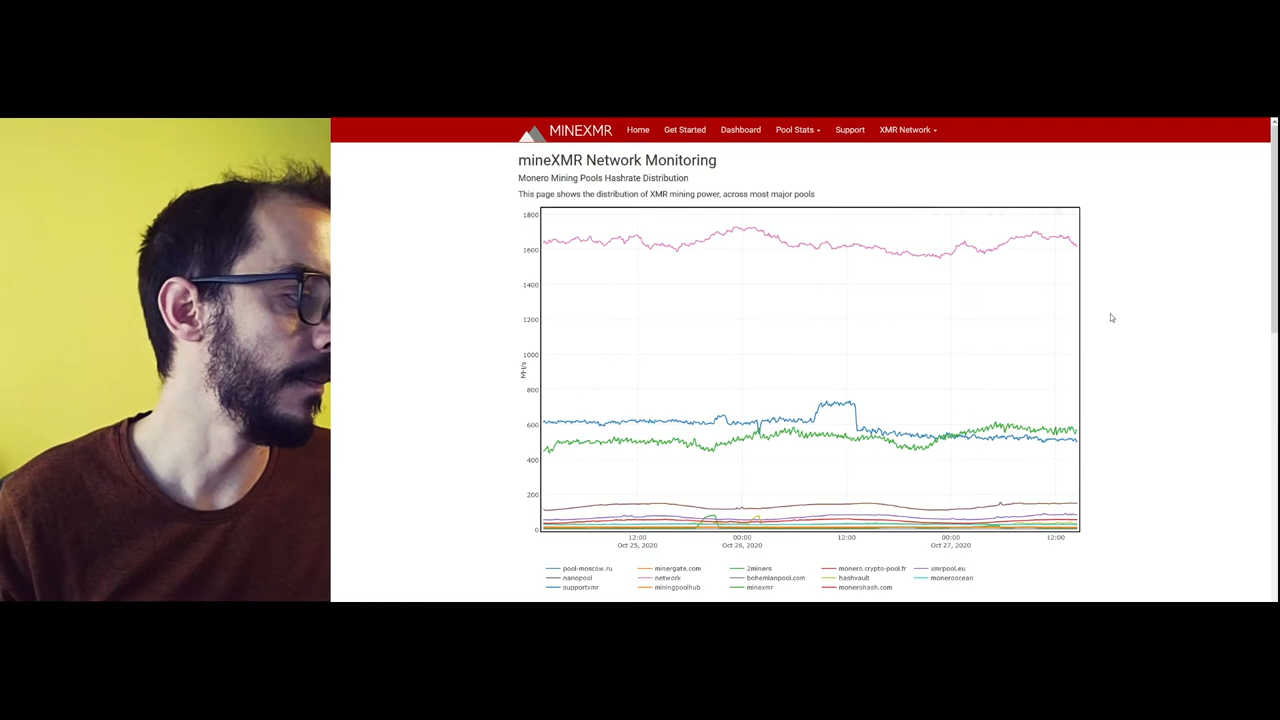 MINEXMR Home Get Started Dashboard Pool Stats Support XMR Network
mineXMR Network Monitoring
Monero Mining Pools Hashrate Distribution
This page shows the distribution of XMR mining power, across most major pools
1800
1600
1400
1200
1000
800
600
400
200
0
MH/s
12:00 00:00 12:00 00:00 12:00
Oct 25, 2020 Oct 26, 2020 Oct 27, 2020
pool-moscow.ru minergate.com 2miners monero.crypto-pool.fr xmrpool.eu
nanopool network bohemianpool.com hashvault moneroocean
supportxmr miningpoolhub minexmr monerohash.com